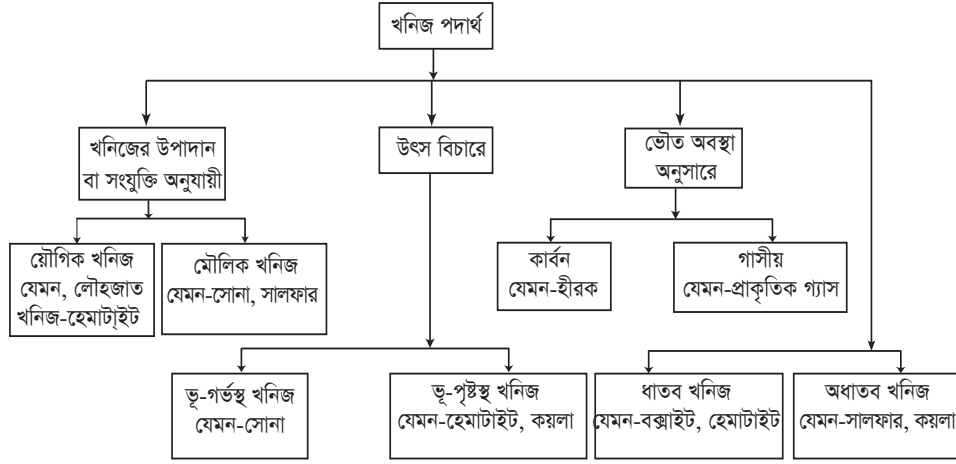 খনিজ পদার্থ
খনিজের উপাদান
বা সংযুক্তি অনুযায়ী
উৎস বিচারে
ভৌত অবস্থা
অনুসারে
য়ৌগিক খনিজ
যেমন, লৌহজাত
খনিজ-হেমাটা্ইট
মৌলিক খনিজ
যেমন-সোনা, সালফার
কার্বন
যেমন-হীরক
গাসীয়
যেমন-প্রাকৃতিক গ্যাস
ভূ-গর্ভস্থ খনিজ
যেমন-সোনা
ভূ-পৃষ্টস্থ খনিজ
যেমন-হেমাটাইট, কয়লা
ধাতব খনিজ
যেমন-বক্সাইট, হেমাটাইট
অধাতব খনিজ
যেমন-সালফার, কয়লা